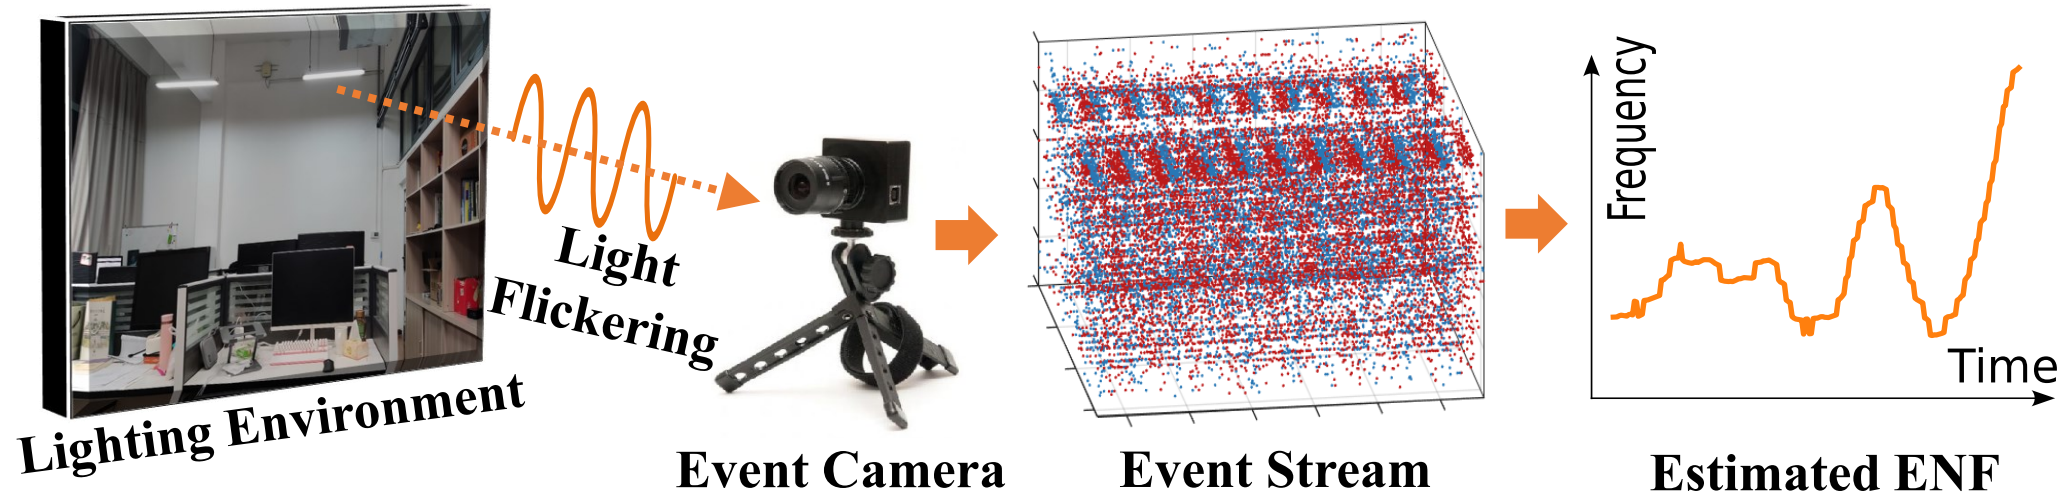 Light
Flickering
Lighting Environment
Event Camera
Event Stream
Frequency
Time
Estimated ENF